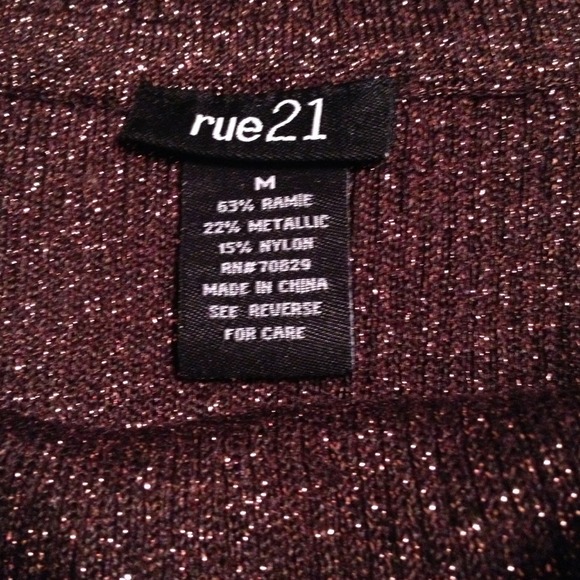 rue21
M
63% RAMIE
22% METALLIC
15% NYLON
RN#70829
MADE IN CHINA
SEE REVERSE
FOR CARE